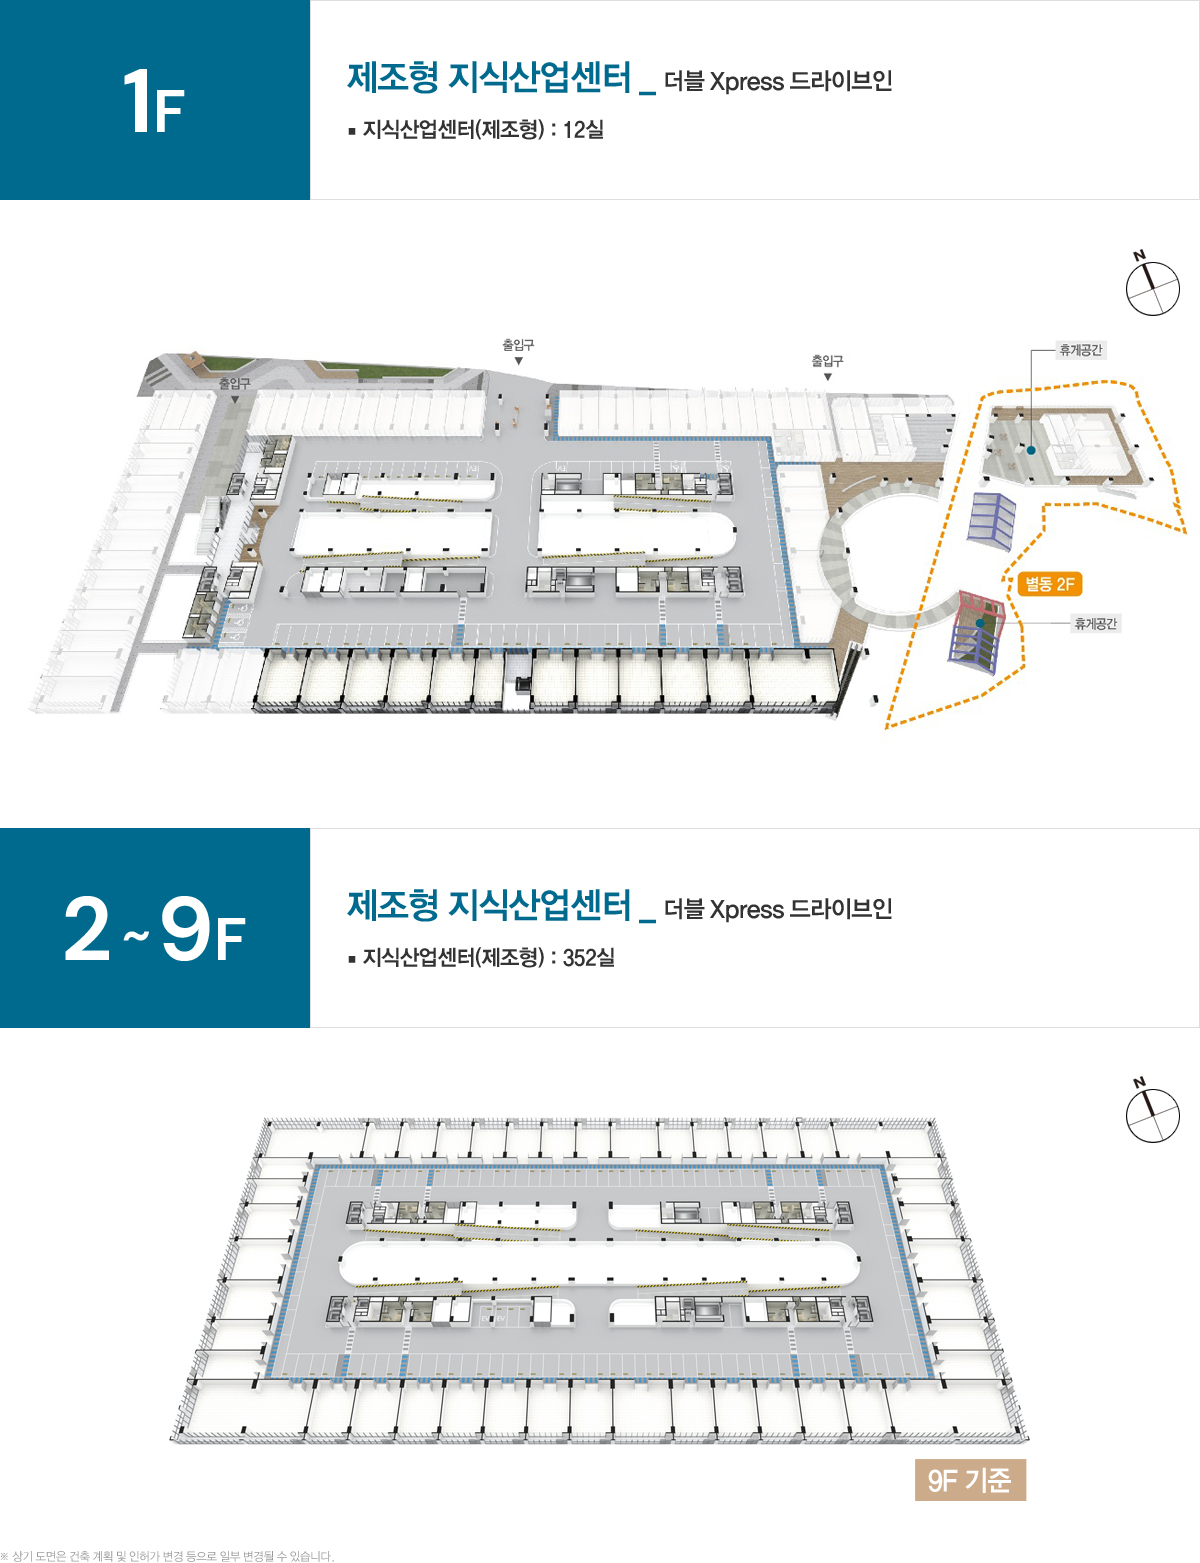 1F
제조형 지식산업센터 _ 더블 Xpress 드라이브인
▪ 지식산업센터(제조형) : 12실
N
출입구
출입구
출입구
휴게공간
별동 2F
휴게공간
2~9F
제조형 지식산업센터 _ 더블 Xpress 드라이브인
▪ 지식산업센터(제조형) : 352실
N
9F 기준
※ 상기 도면은 건축 계획 및 인허가 변경 등으로 일부 변경될 수 있습니다.